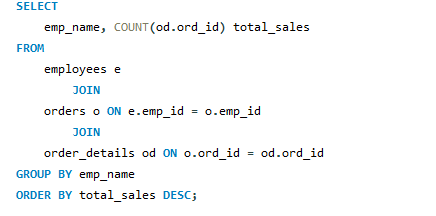 SELECT
    emp_name, COUNT(od.ord_id) total_sales
FROM
    employees e
        JOIN
    orders o ON e.emp_id = o.emp_id
        JOIN
    order_details od ON o.ord_id = od.ord_id
GROUP BY emp_name
ORDER BY total_sales DESC;